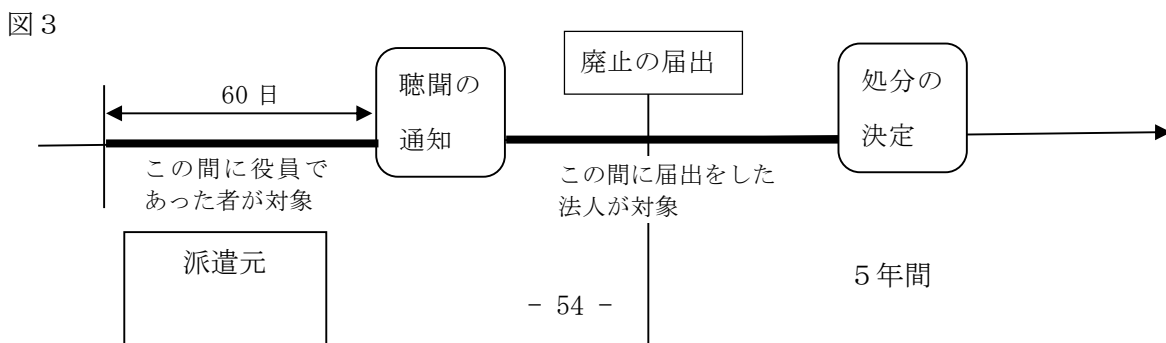 図3
廃止の届出
60 日
聴聞の
通知
処分の
決定
この間に役員で
あった者が対象
この間に届出をした
法人が対象
派遣元
5年間
- 54 -